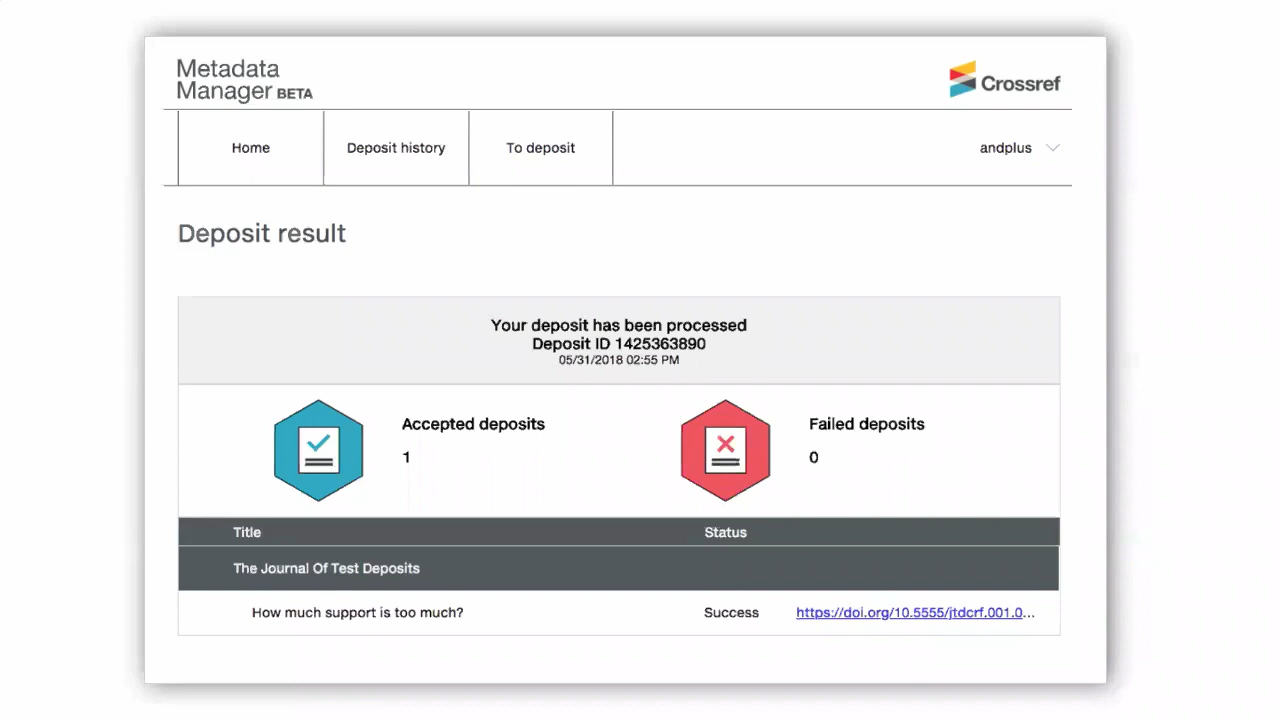 Metadata
Manager BETA
Crossref
Home
Deposit history
To deposit
andplus
Deposit result
Your deposit has been processed
Deposit ID 1425363890
05/31/2018 02:55 PM
Accepted deposits
1
Failed deposits
0
Title
Status
The Journal Of Test Deposits
How much support is too much?
Success
https://doi.org/10.5555/jtdcrf.001.0...